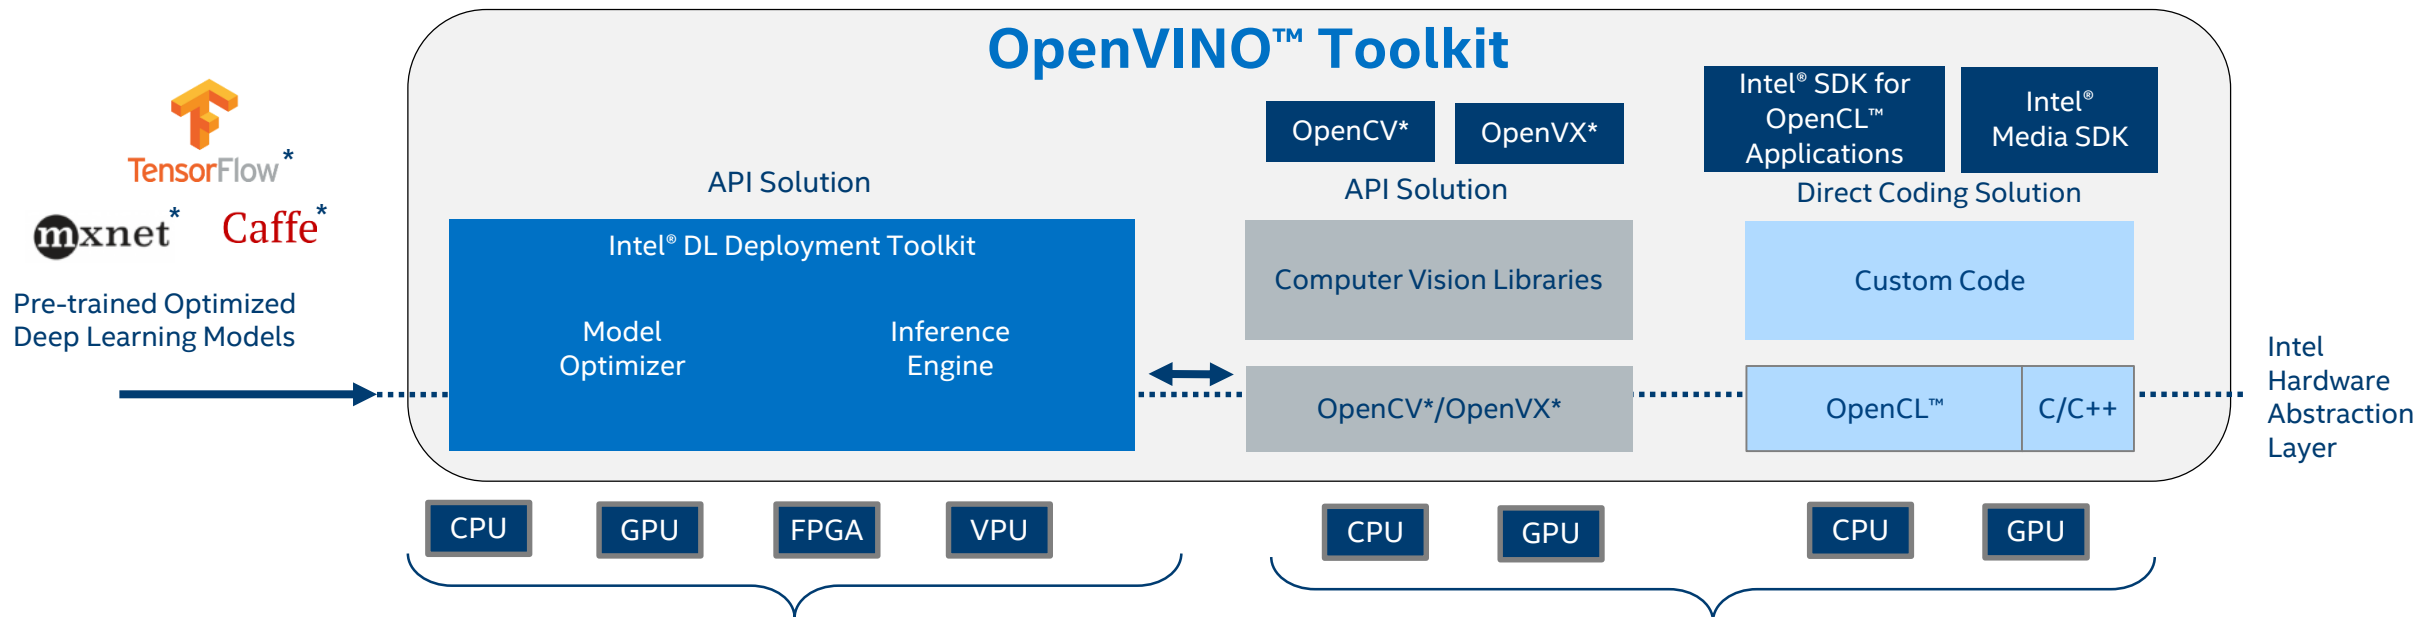 OpenVINO™ Toolkit
TensorFlow*
mxnet*
Caffe*
Pre-trained Optimized
Deep Learning Models
API Solution
Intel® DL Deployment Toolkit
Model
Optimizer
Inference
Engine
OpenCV*
OpenVX*
API Solution
Computer Vision Libraries
OpenCV*/OpenVX*
Intel® SDK for
OpenCL™
Applications
Intel®
Media SDK
Direct Coding Solution
Custom Code
OpenCL™
C/C++
Intel
Hardware
Abstraction
Layer
CPU
GPU
FPGA
VPU
CPU
GPU
CPU
GPU